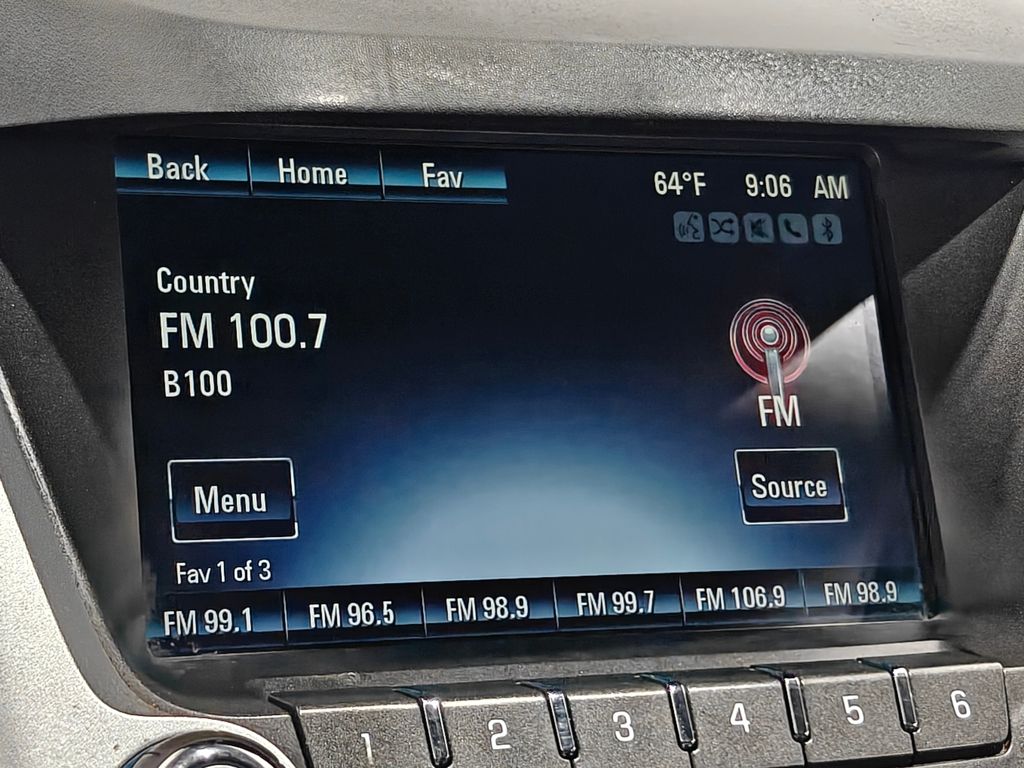 Back Home Fav 64°F 9:06 AM
Country
FM 100.7
B100
FM
Menu Source
Fav 1 of 3
FM 99.1 FM 96.5 FM 98.9 FM 99.7 FM 106.9 FM 98.9
1 2 3 4 5 6